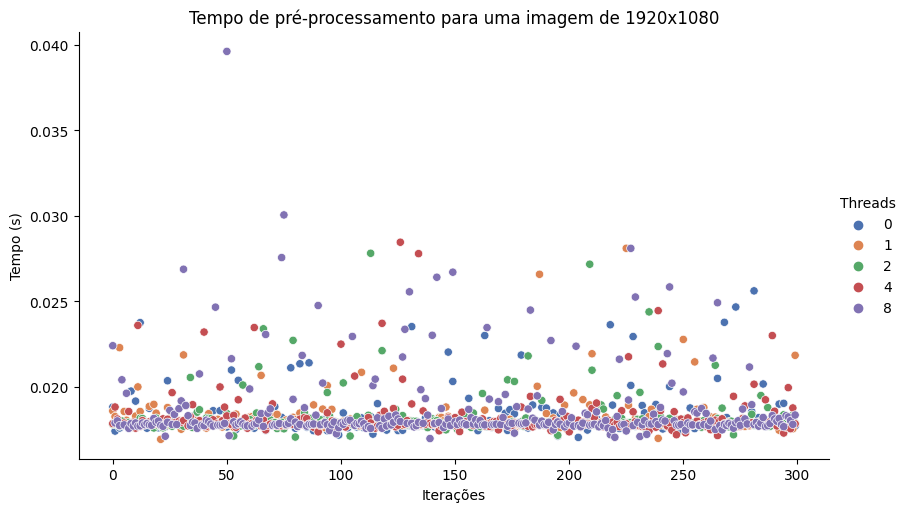 Tempo de pré-processamento para uma imagem de 1920x1080
0.040
0.035
0.030
0.025
0.020
Tempo (s)
0 50 100 150 200 250 300
Iterações
Threads
0
1
2
4
8